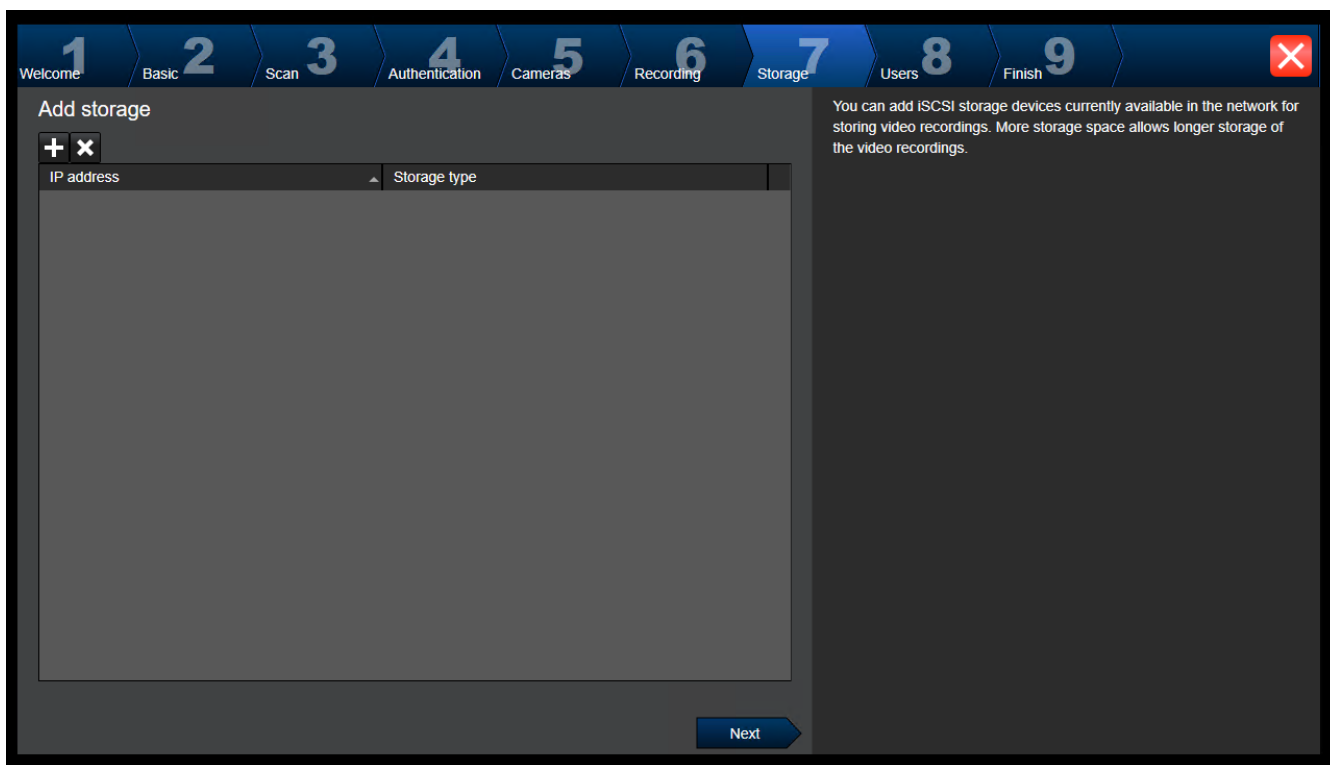 1 Welcome
2 Basic
3 Scan
4 Authentication
5 Cameras
6 Recording
7 Storage
8 Users
9 Finish
Add storage
IP address
Storage type
Next
You can add iSCSI storage devices currently available in the network for
storing video recordings. More storage space allows longer storage of
the video recordings.